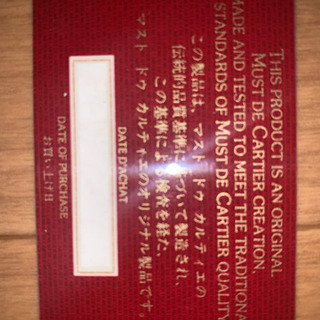 THIS PRODUCT IS AN ORIGINAL
MUST DE CARTIER CREATION.
MADE AND TESTED TO MEET THE TRADITIONAL
STANDARDS OF MUST DE CARTIER QUALITY
この製品は、マスト ドゥ カルティエの
伝統的品質基準に基づいて製造され、
この基準による検査を経た、
マスト ドゥ カルティエのオリジナル製品です。
DATE D'ACHAT
DATE OF PURCHASE
お買い上げ日